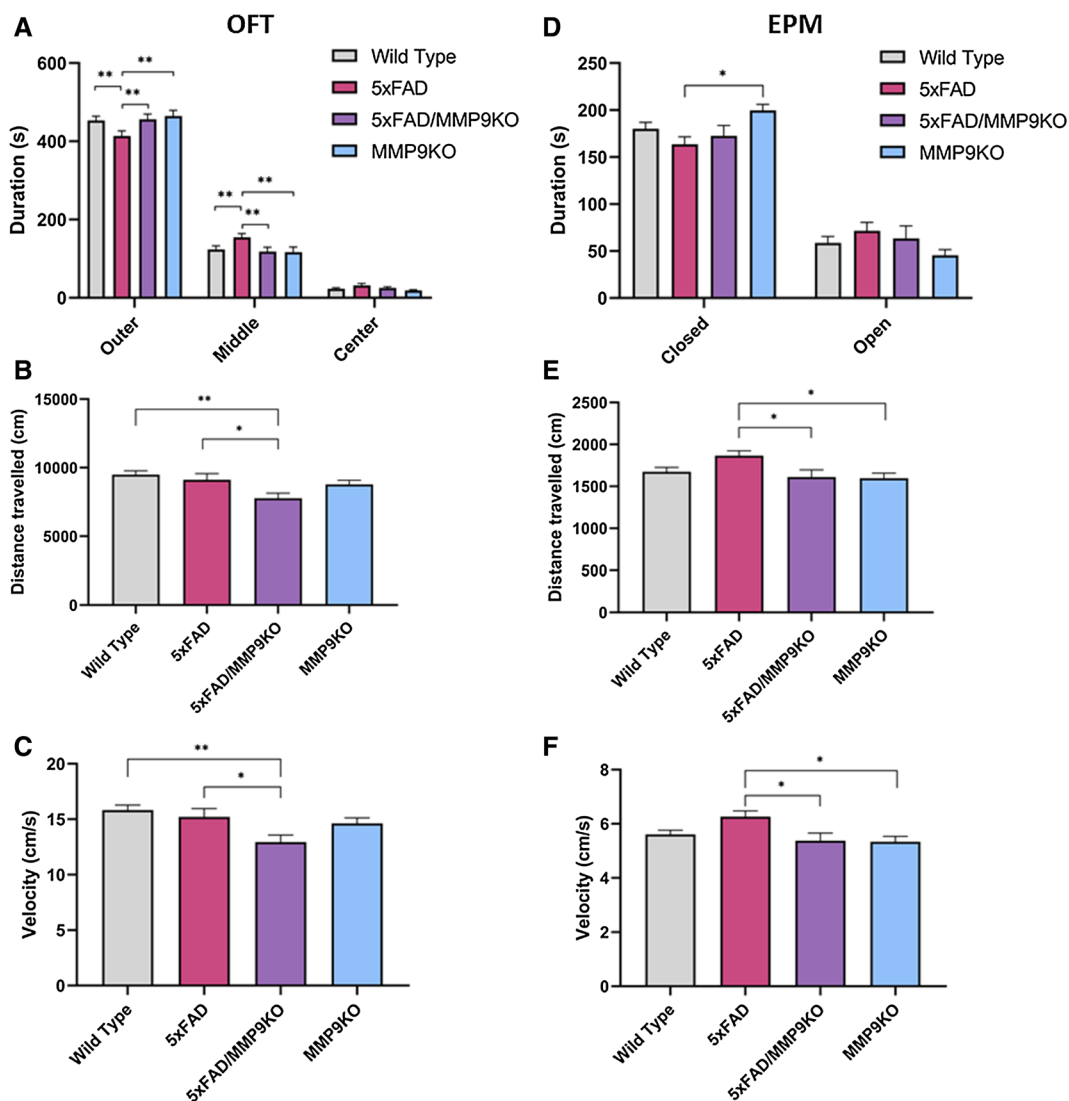 A
OFT
Wild Type
5xFAD
5xFAD/MMP9KO
MMP9KO
Duration (s)
600
400
200
0
**
**
**
**
**
**
Outer
Middle
Center
D
EPM
Wild Type
5xFAD
5xFAD/MMP9KO
MMP9KO
Duration (s)
250
200
150
100
50
0
*
Closed
Open
B
Distance travelled (cm)
15000
10000
5000
0
**
*
Wild Type
5xFAD
5xFAD/MMP9KO
MMP9KO
E
Distance travelled (cm)
2500
2000
1500
1000
500
0
*
*
Wild Type
5xFAD
5xFAD/MMP9KO
MMP9KO
C
Velocity (cm/s)
20
15
10
5
0
**
*
Wild Type
5xFAD
5xFAD/MMP9KO
MMP9KO
F
Velocity (cm/s)
8
6
4
2
0
*
*
Wild Type
5xFAD
5xFAD/MMP9KO
MMP9KO